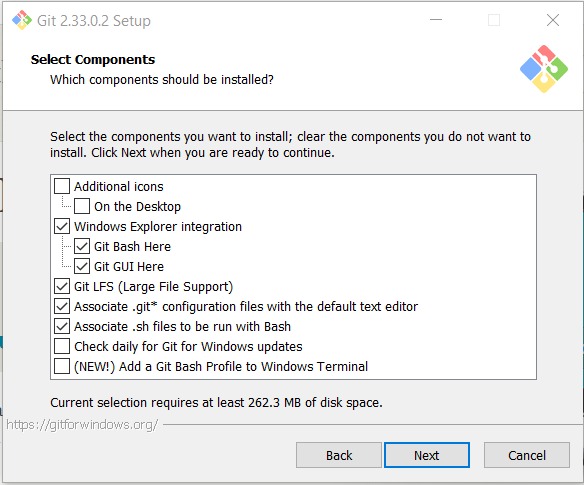 Git 2.33.0.2 Setup
Select Components
Which components should be installed?
Select the components you want to install; clear the components you do not want to
install. Click Next when you are ready to continue.
Additional icons
On the Desktop
Windows Explorer integration
Git Bash Here
Git GUI Here
Git LFS (Large File Support)
Associate .git* configuration files with the default text editor
Associate .sh files to be run with Bash
Check daily for Git for Windows updates
(NEW!) Add a Git Bash Profile to Windows Terminal
Current selection requires at least 262.3 MB of disk space.
https://gitforwindows.org/
Back
Next
Cancel